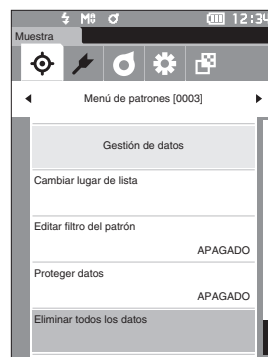 12:34
Muestra
Menú de patrones [0003]
Gestión de datos
Cambiar lugar de lista
Editar filtro del patrón
APAGADO
Proteger datos
APAGADO
Eliminar todos los datos